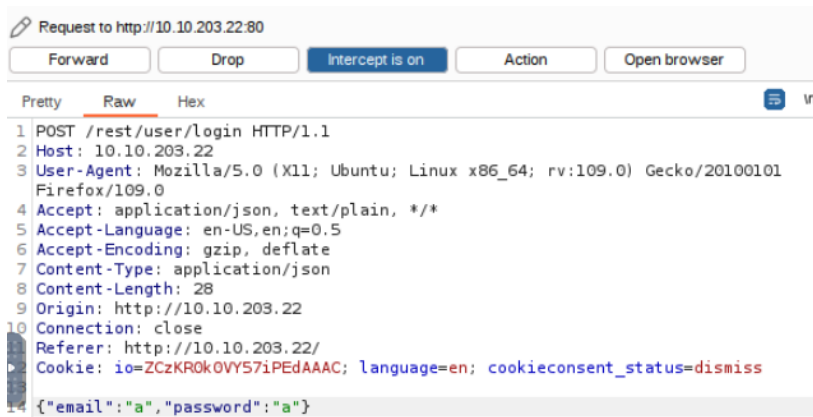 Request to http://10.10.203.22:80
Forward Drop Intercept is on Action Open browser
Pretty Raw Hex \n
1 POST /rest/user/login HTTP/1.1
2 Host: 10.10.203.22
3 User-Agent: Mozilla/5.0 (X11; Ubuntu; Linux x86_64; rv:109.0) Gecko/20100101
Firefox/109.0
4 Accept: application/json, text/plain, */*
5 Accept-Language: en-US,en;q=0.5
6 Accept-Encoding: gzip, deflate
7 Content-Type: application/json
8 Content-Length: 28
9 Origin: http://10.10.203.22
10 Connection: close
Referer: http://10.10.203.22/
2 Cookie: io=ZCzKR0k0VY57iPEdAAAC; language=en; cookieconsent_status=dismiss
14 {"email":"a","password":"a"}